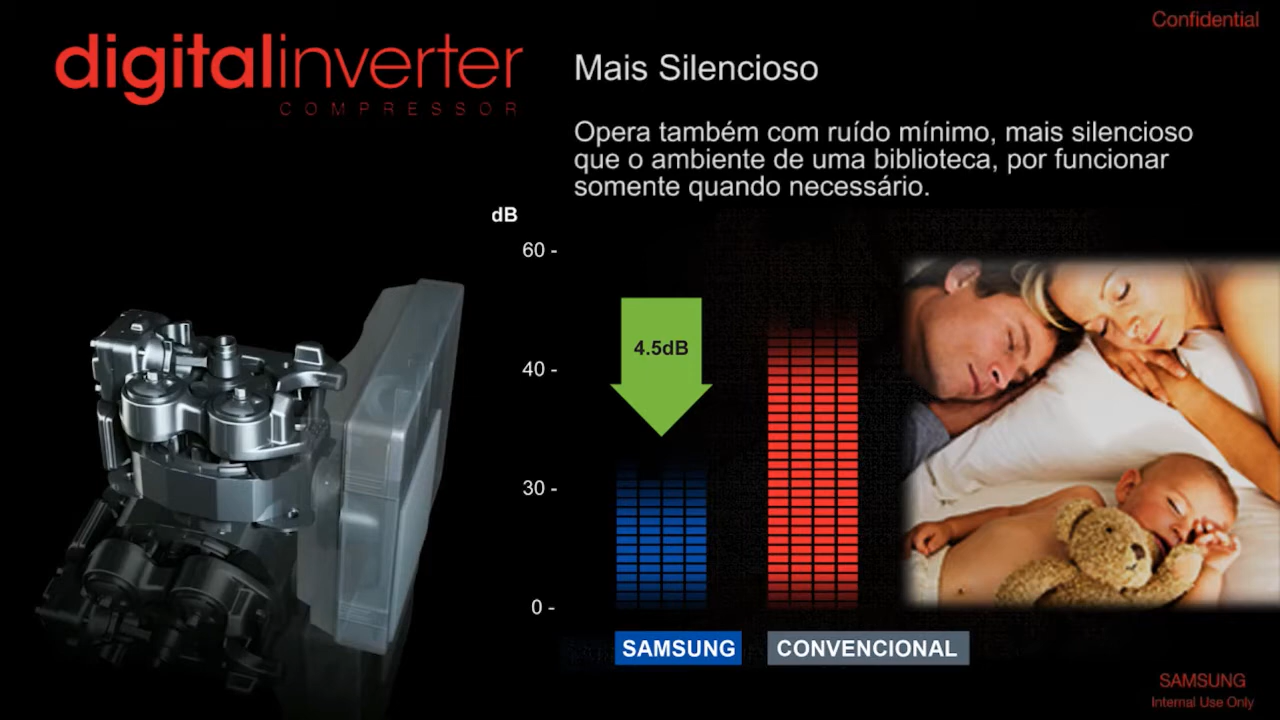 Confidential
digitalinverter
COMPRESSOR
Mais Silencioso
Opera também com ruído mínimo, mais silencioso
que o ambiente de uma biblioteca, por funcionar
somente quando necessário.
dB
60 -
40 -
30 -
0 -
4.5dB
SAMSUNG
CONVENCIONAL
SAMSUNG
Internal Use Only